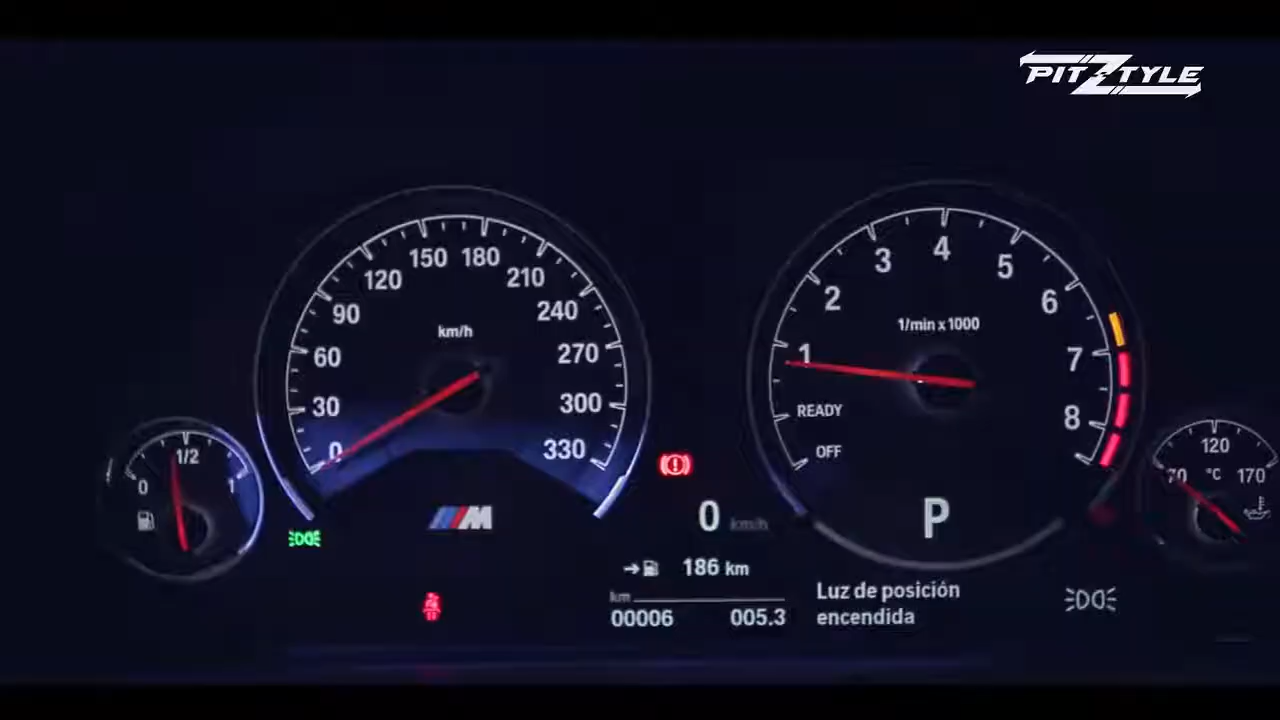 PITZTYLE
0
30
60
90
120
150
180
210
240
270
300
330
km/h
OFF
READY
1
2
3
4
5
6
7
8
1/min x 1000
0
1/2
1
70
120
170
°C
M
0 km/h
P
186 km
km
00006 005.3
Luz de posición
encendida